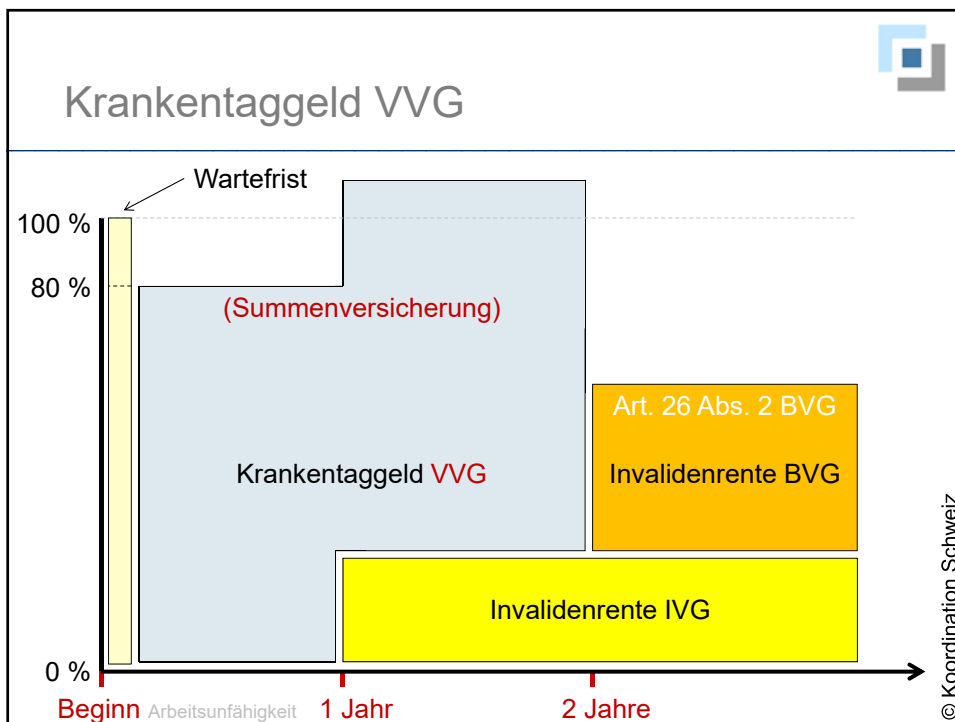 Krankentaggeld VVG
Wartefrist
100 %
80 %
(Summenversicherung)
Art. 26 Abs. 2 BVG
Krankentaggeld VVG
Invalidenrente BVG
Invalidenrente IVG
0 %
Beginn Arbeitsunfähigkeit 1 Jahr 2 Jahre
© Koordination Schweiz